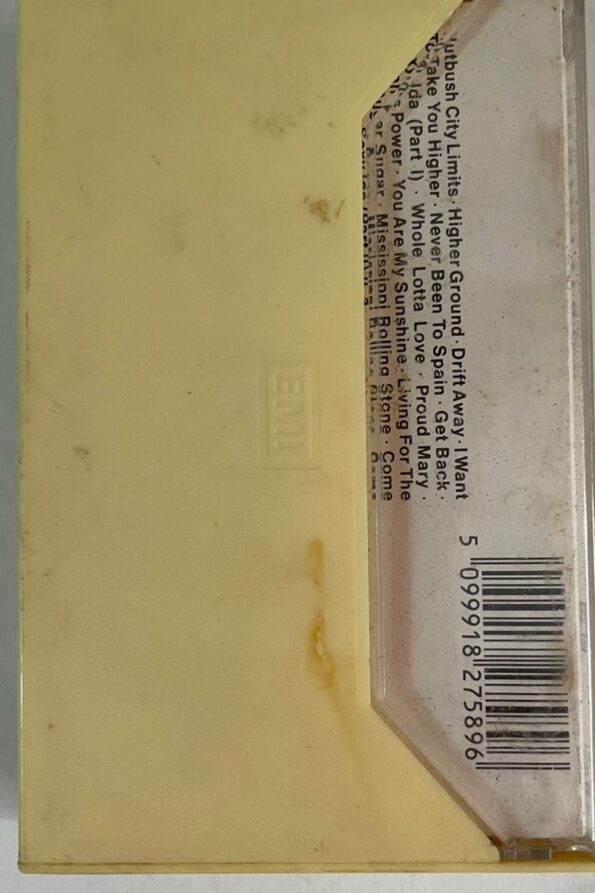 utbush City Limits · Higher Ground · Drift Away · I Want
To Take You Higher · Never Been To Spain · Get Back ·
Ida (Part I) · Whole Lotta Love · Proud Mary ·
Power · You Are My Sunshine · Living For The
ar Sugar · Mississippi Rolling Stone · Come
EMI
5 099918 275896